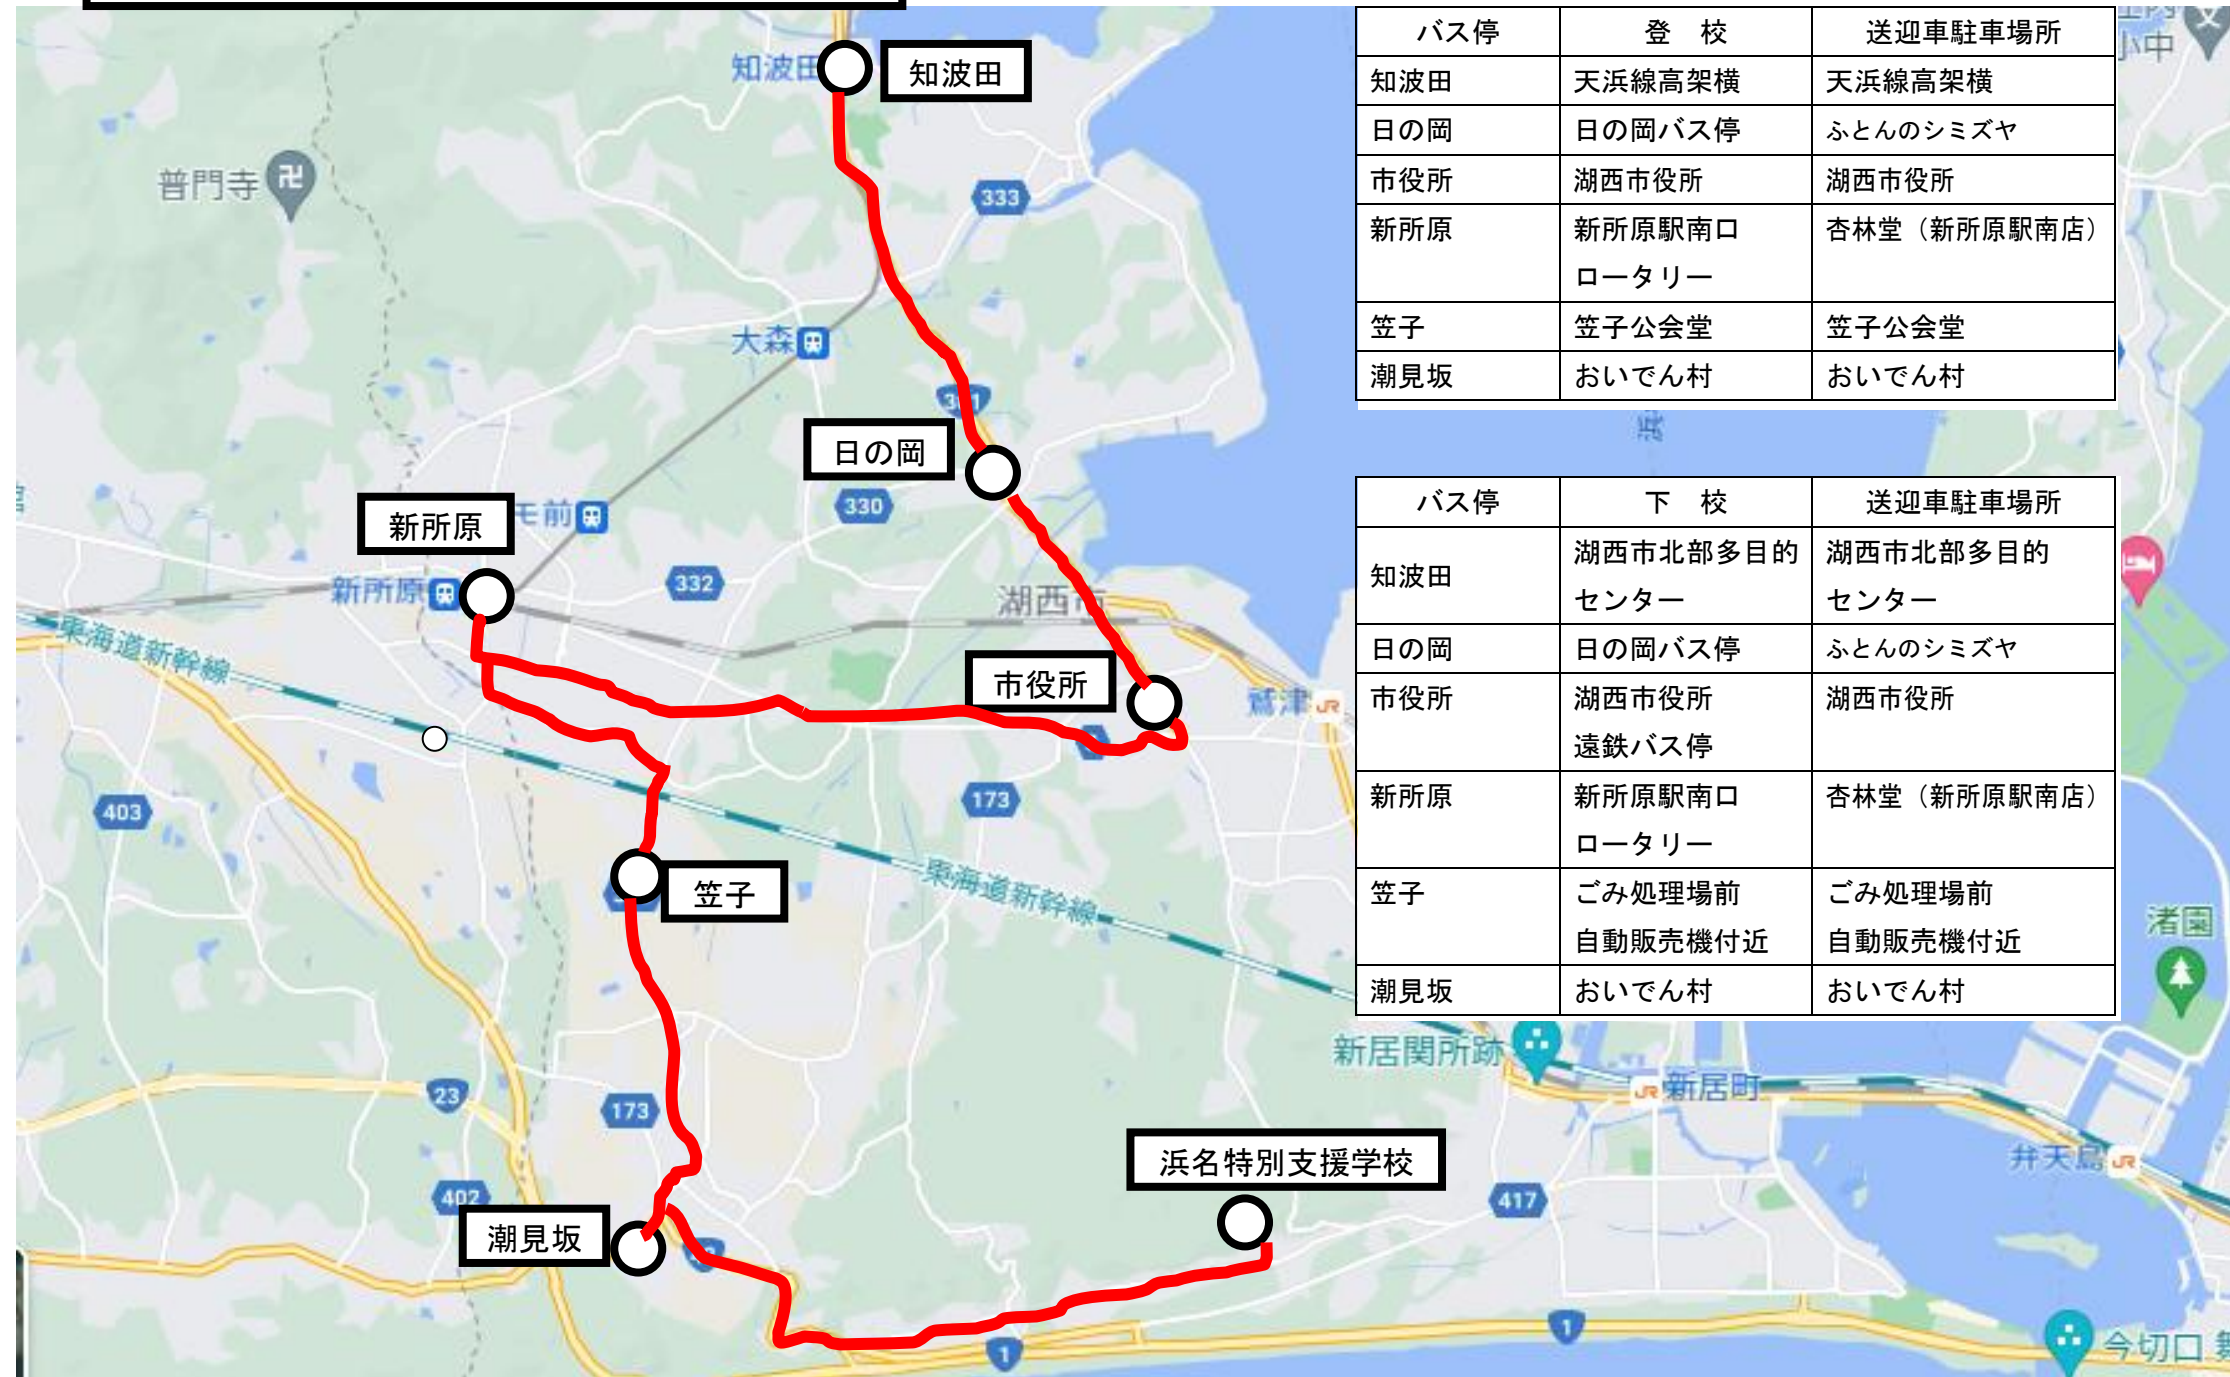 知波田
知波田
普門寺
333
大森
日の岡
330
新所原
モ前
新所原
332
湖西市
東海道新幹線
市役所
鷲津
JR
403
173
笠子
東海道新幹線
23
173
402
潮見坂
浜名特別支援学校
417
新居関所跡
JR
新居町
弁天島
JR
渚園
1
1
今切口
小中
バス停 登 校 送迎車駐車場所
知波田 天浜線高架横 天浜線高架横
日の岡 日の岡バス停 ふとんのシミズヤ
市役所 湖西市役所 湖西市役所
新所原 新所原駅南口 杏林堂（新所原駅南店）
ロータリー
笠子 笠子公会堂 笠子公会堂
潮見坂 おいでん村 おいでん村
バス停 下 校 送迎車駐車場所
知波田 湖西市北部多目的 湖西市北部多目的
センター センター
日の岡 日の岡バス停 ふとんのシミズヤ
市役所 湖西市役所 湖西市役所
遠鉄バス停
新所原 新所原駅南口 杏林堂（新所原駅南店）
ロータリー
笠子 ごみ処理場前 ごみ処理場前
自動販売機付近 自動販売機付近
潮見坂 おいでん村 おいでん村